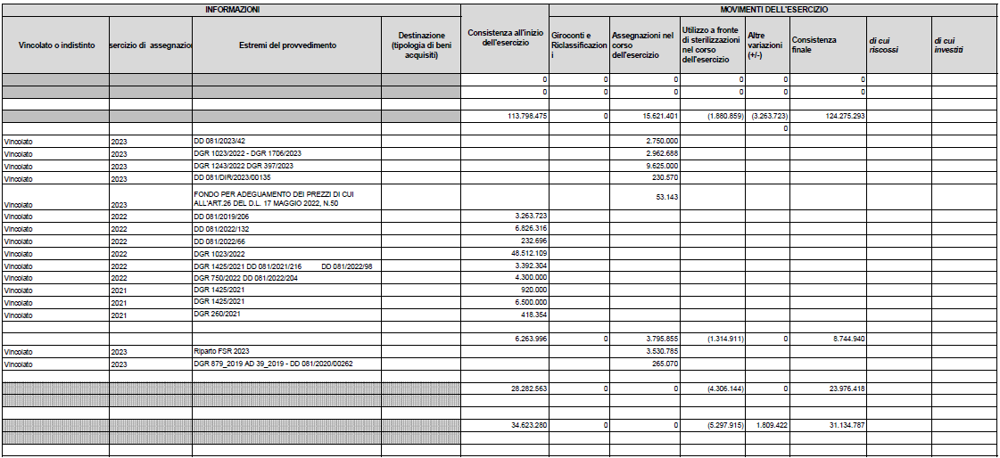 INFORMAZIONI MOVIMENTI DELL'ESERCIZIO
Vincolato o indistinto sercizio di assegnazion Estremi del provvedimento Destinazione (tipologia di beni acquisiti) Consistenza all'inizio dell'esercizio Giroconti e Riclassificazion i Assegnazioni nel corso dell'esercizio Utilizzo a fronte di sterilizzazioni nel corso dell'esercizio Altre variazioni (+/-) Consistenza finale di cui riscossi di cui investiti
0 0 0 0 0 0
0 0 0 0 0 0
113.798.475 0 15.621.401 (1.880.859) (3.263.723) 124.275.293
0
Vincolato 2023 DD 081/2023/42 2.750.000
Vincolato 2023 DGR 1023/2022 - DGR 1706/2023 2.962.688
Vincolato 2023 DGR 1243/2022 DGR 397/2023 9.625.000
Vincolato 2023 DD 081/DIR/2023/00135 230.570
Vincolato 2023 FONDO PER ADEGUAMENTO DEI PREZZI DI CUI ALL'ART.26 DEL D.L. 17 MAGGIO 2022, N.50 53.143
Vincolato 2022 DD 081/2019/206 3.263.723
Vincolato 2022 DD 081/2022/132 6.826.316
Vincolato 2022 DD 081/2022/66 232.696
Vincolato 2022 DGR 1023/2022 48.512.109
Vincolato 2022 DGR 1425/2021 DD 081/2021/216 DD 081/2022/98 3.392.304
Vincolato 2022 DGR 750/2022 DD 081/2022/204 4.300.000
Vincolato 2021 DGR 1425/2021 920.000
Vincolato 2021 DGR 1425/2021 6.500.000
Vincolato 2021 DGR 260/2021 418.354
6.263.996 0 3.795.855 (1.314.911) 0 8.744.940
Vincolato 2023 Riparto FSR 2023 3.530.785
Vincolato 2023 DGR 879_2019 AD 39_2019 - DD 081/2020/00262 265.070
28.282.563 0 0 (4.306.144) 0 23.976.418
34.623.280 0 0 (5.297.915) 1.809.422 31.134.787